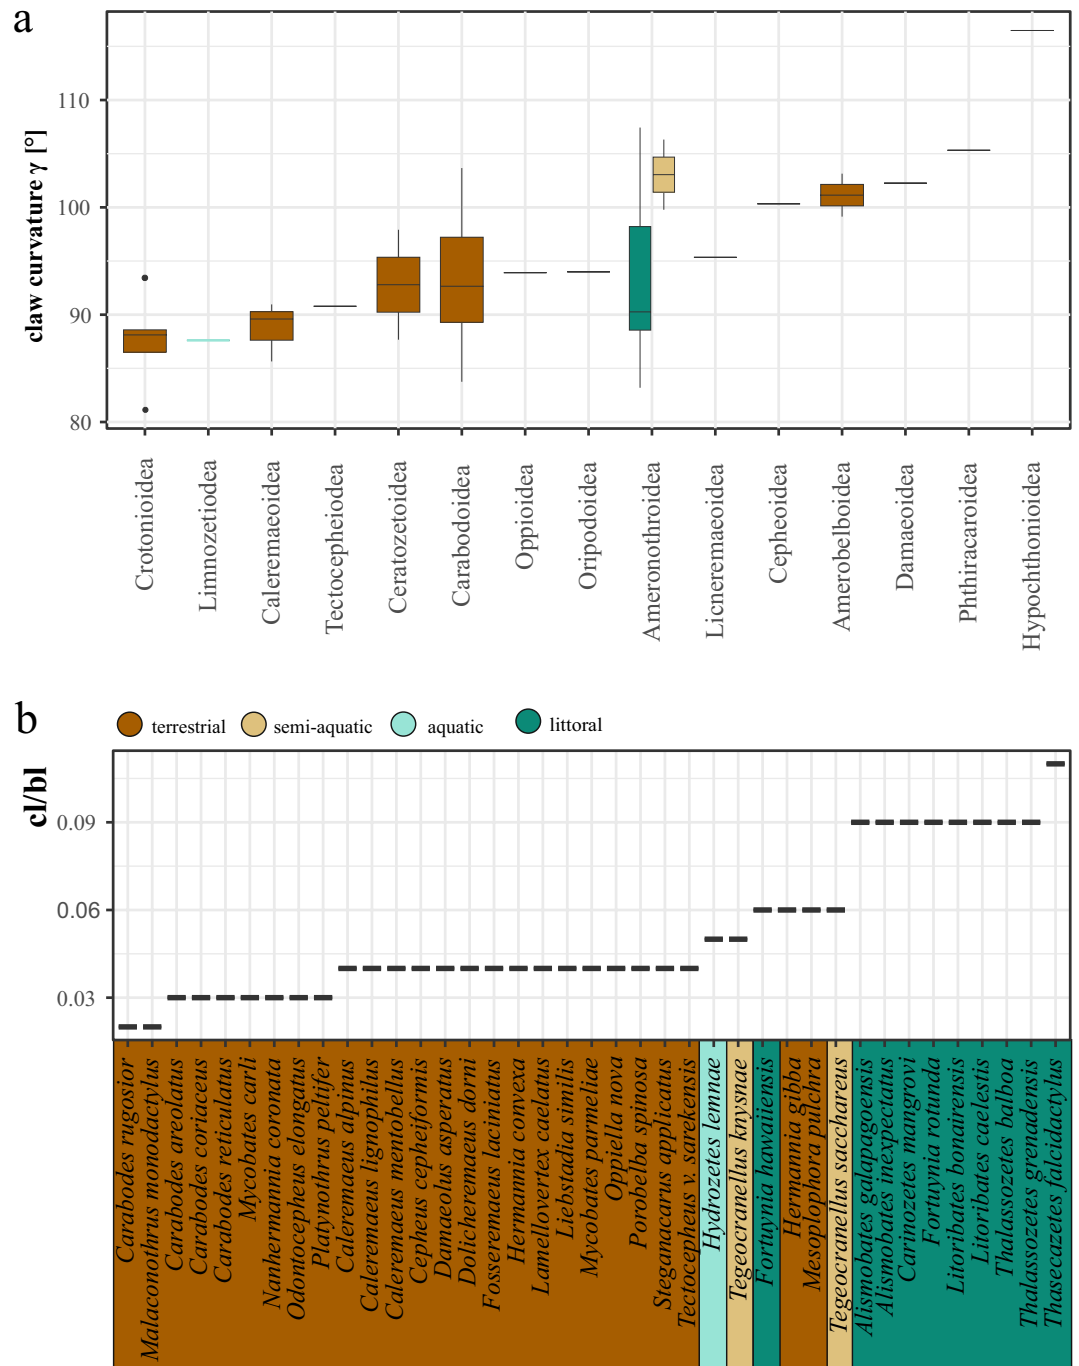 a
claw curvature γ [°]
110
100
90
80
Crotonioidea
Limnozetiodea
Caleremaeoidea
Tectocepheiodea
Ceratozetoidea
Carabodoidea
Oppioidea
Oripodoidea
Ameronothroidea
Licneremaeoidea
Cepheoidea
Amerobelboidea
Damaeoidea
Phthiracaroidea
Hypochthonioidea
b
terrestrial
semi-aquatic
aquatic
littoral
cl/bl
0.09
0.06
0.03
Carabodes rugosior
Malaconothrus monodactylus
Carabodes areolatus
Carabodes coriaceus
Carabodes reticulatus
Mycobates carli
Nanhermannia coronata
Odontocepheus elongatus
Platynothrus peltifer
Caleremaeus alpinus
Caleremaeus lignophilus
Caleremaeus mentobellus
Cepheus cepheiformis
Damaeolus asperatus
Dolicheremaeus dorni
Fosseremaeus laciniatus
Hermannia convexa
Lamellovertex caelatus
Liebstadia similis
Mycobates parmeliae
Oppiella nova
Porobelba spinosa
Steganacarus applicatus
Tectocepheus v. sarekensis
Hydrozetes lemnae
Tegeocranellus knysnae
Fortuynia hawaiiensis
Hermannia gibba
Mesoplophora pulchra
Tegeocranellus sacchareus
Alismobates galapagoensis
Alismobates inexpectatus
Carinozetes mangrovi
Fortuynia rotunda
Litoribates bonairensis
Litoribates caelestis
Thalassozetes balboa
Thalassozetes grenadensis
Thasecazetes falcidactylus